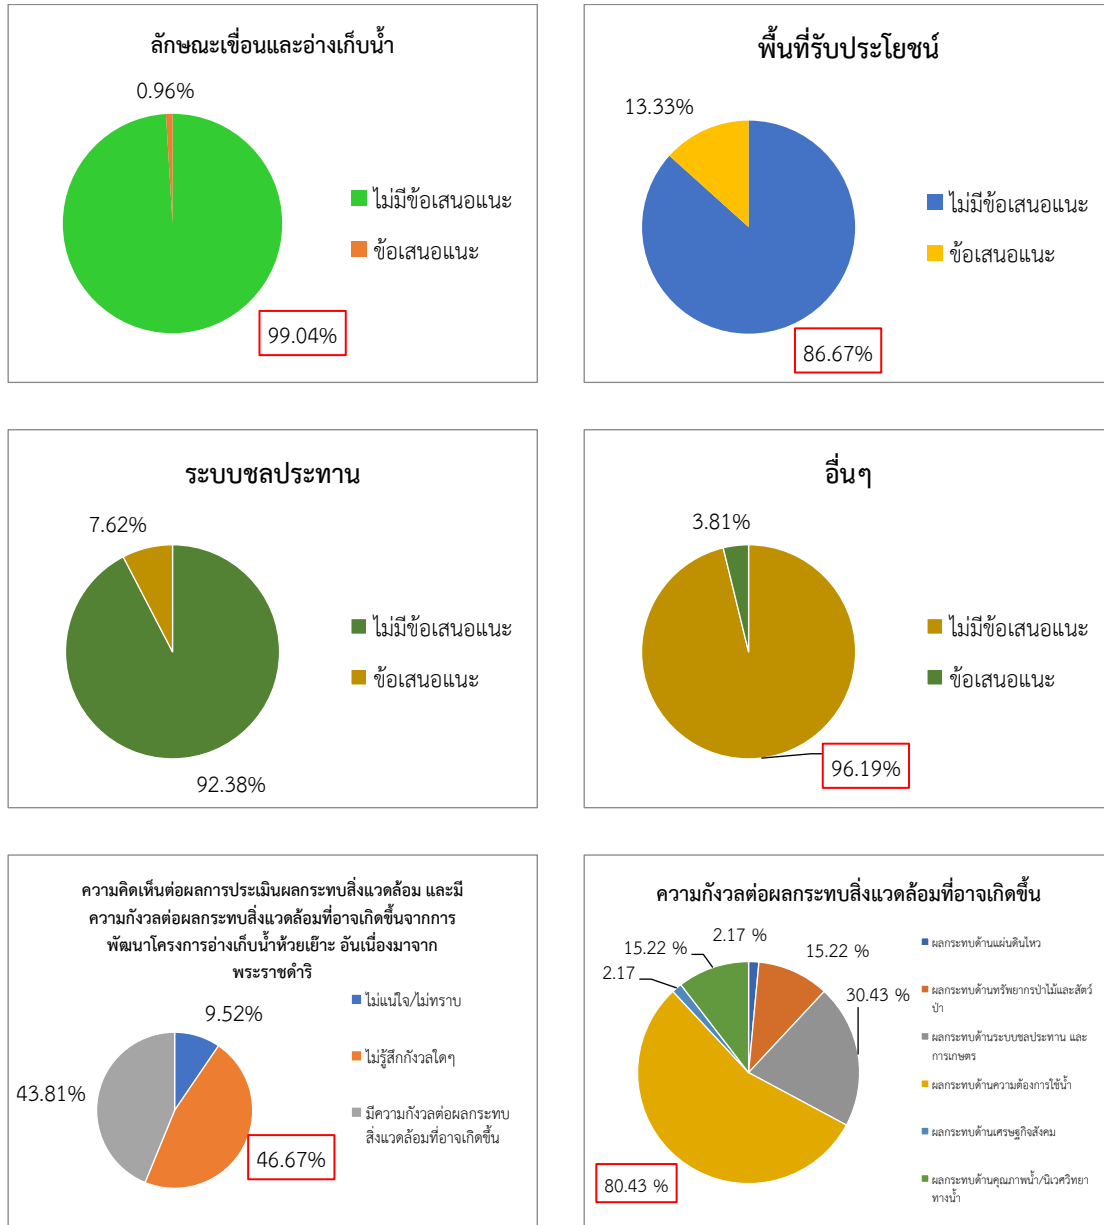 ลักษณะเขื่อนและอ่างเก็บน้ำ
0.96%
ไม่มีข้อเสนอแนะ
ข้อเสนอแนะ
99.04%
พื้นที่รับประโยชน์
13.33%
ไม่มีข้อเสนอแนะ
ข้อเสนอแนะ
86.67%
ระบบชลประทาน
7.62%
ไม่มีข้อเสนอแนะ
ข้อเสนอแนะ
92.38%
อื่นๆ
3.81%
ไม่มีข้อเสนอแนะ
ข้อเสนอแนะ
96.19%
ความคิดเห็นต่อผลการประเมินผลกระทบสิ่งแวดล้อม และมี
ความกังวลต่อผลกระทบสิ่งแวดล้อมที่อาจเกิดขึ้นจากการ
พัฒนาโครงการอ่างเก็บน้ำห้วยเย๊าะ อันเนื่องมาจาก
พระราชดำริ
ไม่แน่ใจ/ไม่ทราบ
9.52%
ไม่รู้สึกกังวลใดๆ
43.81%
มีความกังวลต่อผลกระทบ
สิ่งแวดล้อมที่อาจเกิดขึ้น
46.67%
ความกังวลต่อผลกระทบสิ่งแวดล้อมที่อาจเกิดขึ้น
2.17 %
15.22 %
15.22 %
2.17
30.43 %
80.43 %
ผลกระทบด้านแผ่นดินไหว
ผลกระทบด้านทรัพยากรป่าไม้และสัตว์
ป่า
ผลกระทบด้านระบบชลประทาน และ
การเกษตร
ผลกระทบด้านความต้องการใช้น้ำ
ผลกระทบด้านเศรษฐกิจสังคม
ผลกระทบด้านคุณภาพน้ำ/นิเวศวิทยา
ทางน้ำ